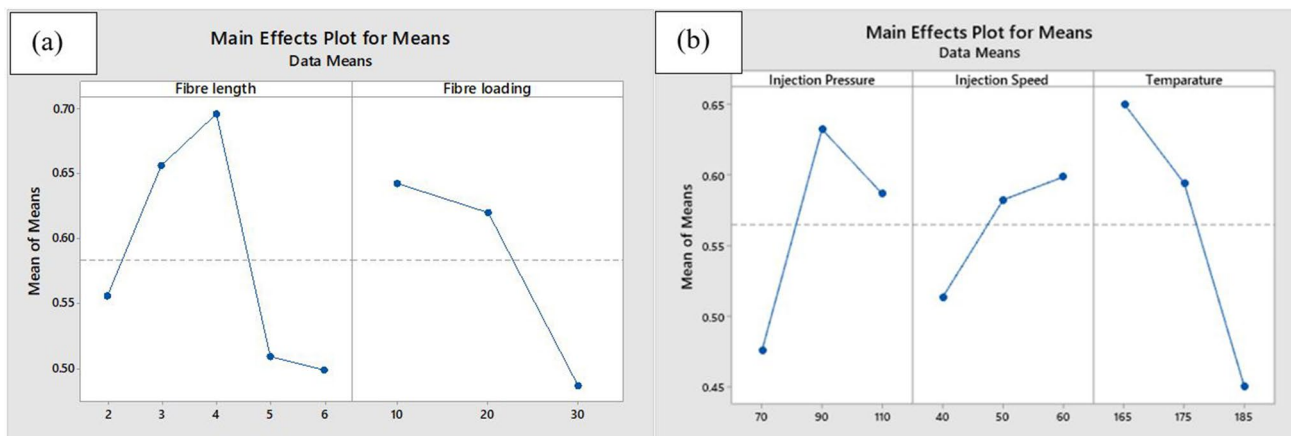 (a)
Main Effects Plot for Means
Data Means
Fibre length Fibre loading
Mean of Means
0.70
0.65
0.60
0.55
0.50
2 3 4 5 6 10 20 30
(b)
Main Effects Plot for Means
Data Means
Injection Pressure Injection Speed Temparature
Mean of Means
0.65
0.60
0.55
0.50
0.45
70 90 110 40 50 60 165 175 185